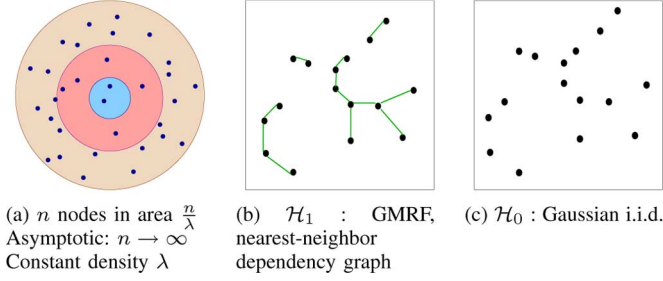 (a) n nodes in area n/λ
Asymptotic: n → ∞
Constant density λ
(b) H₁ : GMRF,
nearest-neighbor
dependency graph
(c) H₀ : Gaussian i.i.d.